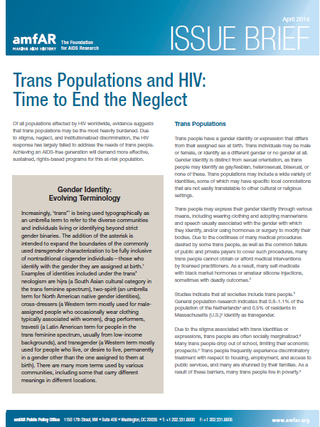 April 2014
amfAR
MAKING AIDS HISTORY
The Foundation
for AIDS Research
ISSUE BRIEF
Trans Populations and HIV:
Time to End the Neglect
Of all populations affected by HIV worldwide, evidence suggests
that trans populations may be the most heavily burdened. Due
to stigma, neglect, and institutionalized discrimination, the HIV
response has largely failed to address the needs of trans people.
Achieving an AIDS-free generation will demand more effective,
sustained, rights-based programs for this at-risk population.
Gender Identity:
Evolving Terminology
Increasingly, "trans*" is being used typographically as
an umbrella term to refer to the diverse communities
and individuals living or identifying beyond strict
gender binaries. The addition of the asterisk is
intended to expand the boundaries of the commonly
used transgender characterization to be fully inclusive
of nontraditional cisgender individuals—those who
identify with the gender they are assigned at birth.¹
Examples of identities included under the trans*
neologism are hijra (a South Asian cultural category in
the trans feminine spectrum), two-spirit (an umbrella
term for North American native gender identities),
cross-dressers (a Western term mostly used for male-
assigned people who occasionally wear clothing
typically associated with women), drag performers,
travesti (a Latin American term for people in the
trans feminine spectrum, usually from low-income
backgrounds), and transgender (a Western term mostly
used for people who live, or desire to live, permanently
in a gender other than the one assigned to them at
birth). There are many more terms used by various
communities, including some that carry different
meanings in different locations.
Trans Populations
Trans people have a gender identity or expression that differs
from their assigned sex at birth. Trans individuals may be male
or female, or identify as a different gender or no gender at all.
Gender identity is distinct from sexual orientation, as trans
people may identify as gay/lesbian, heterosexual, bisexual, or
none of these. Trans populations may include a wide variety of
identities, some of which may have specific local connotations
that are not easily translatable to other cultural or religious
settings.
Trans people may express their gender identity through various
means, including wearing clothing and adopting mannerisms
and speech usually associated with the gender with which
they identify, and/or using hormones or surgery to modify their
bodies. Due to the costliness of many medical procedures
desired by some trans people, as well as the common failure
of public and private payers to cover such procedures, many
trans people cannot obtain or afford medical interventions
by licensed practitioners. As a result, many self-medicate
with black market hormones or amateur silicone injections,
sometimes with deadly outcomes.²
Studies indicate that all societies include trans people.³
General population research indicates that 0.8–1.1% of the
population of the Netherlands⁴ and 0.5% of residents in
Massachusetts (U.S.)⁵ identify as transgender.
Due to the stigma associated with trans identities or
expressions, trans people are often socially marginalized.⁶
Many trans people drop out of school, limiting their economic
prospects.⁷ Trans people frequently experience discriminatory
treatment with respect to housing, employment, and access to
public services, and many are shunned by their families. As a
result of these barriers, many trans people live in poverty.⁸
amfAR Public Policy Office
www.amfar.org